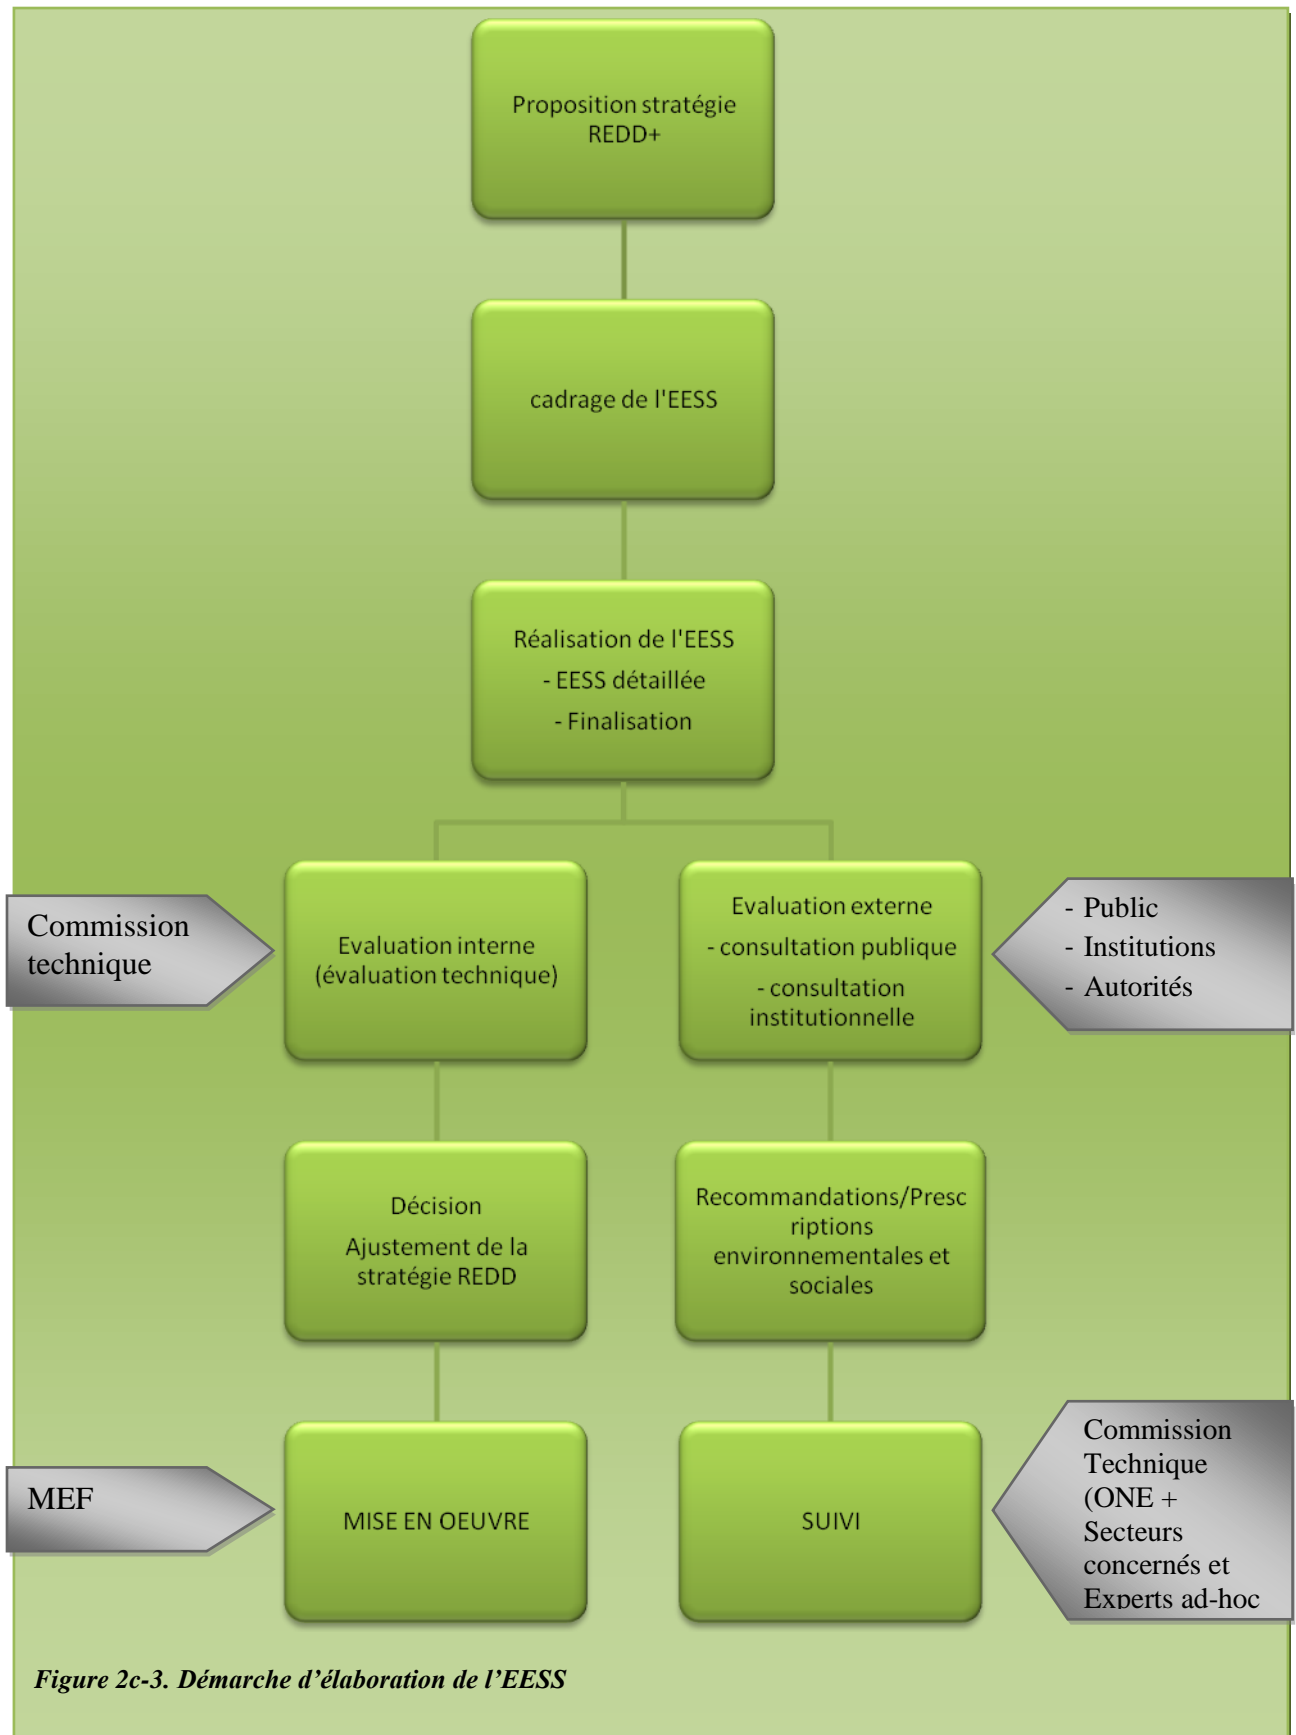 Proposition stratégie
REDD+
cadrage de l'EESS
Réalisation de l'EESS
- EESS détaillée
- Finalisation
Commission
technique
Evaluation interne
(évaluation technique)
Evaluation externe
- consultation publique
- consultation
institutionnelle
- Public
- Institutions
- Autorités
Décision
Ajustement de la
stratégie REDD
Recommandations/Presc
riptions
environnementales et
sociales
MEF
MISE EN OEUVRE
SUIVI
Commission
Technique
(ONE +
Secteurs
concernés et
Experts ad-hoc
Figure 2c-3. Démarche d’élaboration de l’EESS